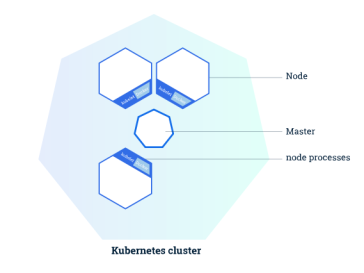 Node
Master
node processes
Kubernetes cluster